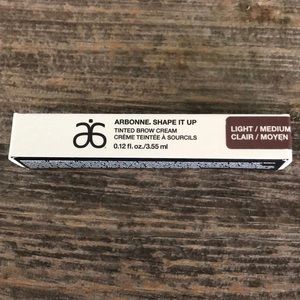 ARBONNE. SHAPE IT UP
TINTED BROW CREAM
CRÈME TEINTÉE À SOURCILS
0.12 fl. oz./3.55 ml
LIGHT / MEDIUM
CLAIR / MOYEN